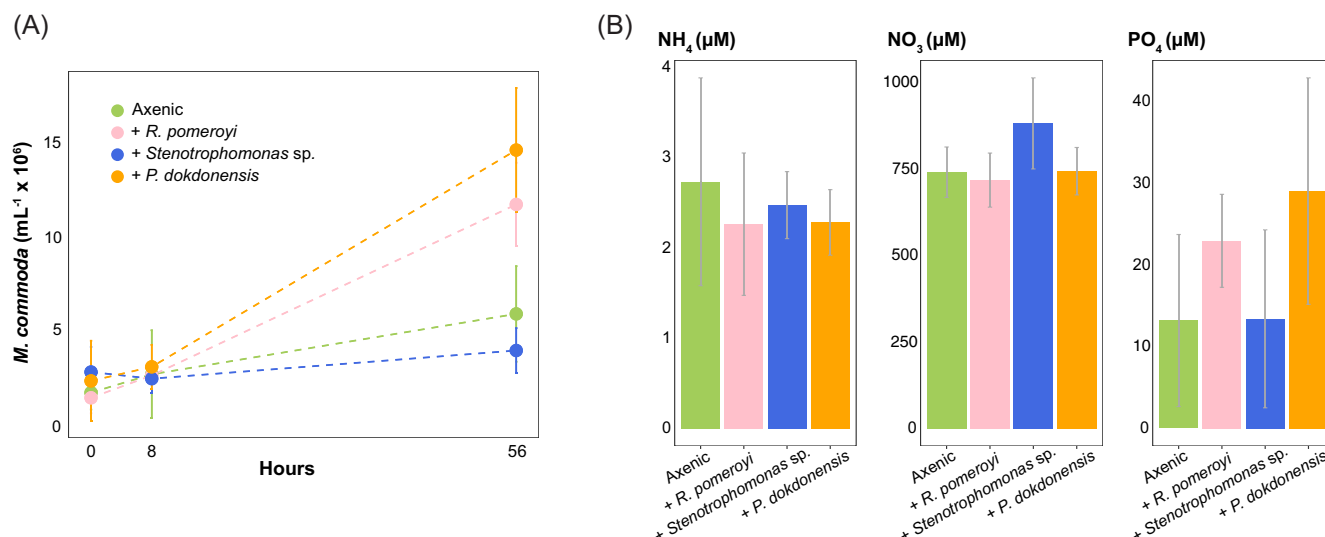 (A)
M. commoda (mL⁻¹ x 10⁶)
15
10
5
0
Axenic
+ R. pomeroyi
+ Stenotrophomonas sp.
+ P. dokdonensis
0 8 56
Hours
(B)
NH₄ (µM)
4
3
2
1
0
Axenic
+ R. pomeroyi
+ Stenotrophomonas sp.
+ P. dokdonensis
NO₃ (µM)
1000
750
500
250
0
Axenic
+ R. pomeroyi
+ Stenotrophomonas sp.
+ P. dokdonensis
PO₄ (µM)
40
30
20
10
0
Axenic
+ R. pomeroyi
+ Stenotrophomonas sp.
+ P. dokdonensis